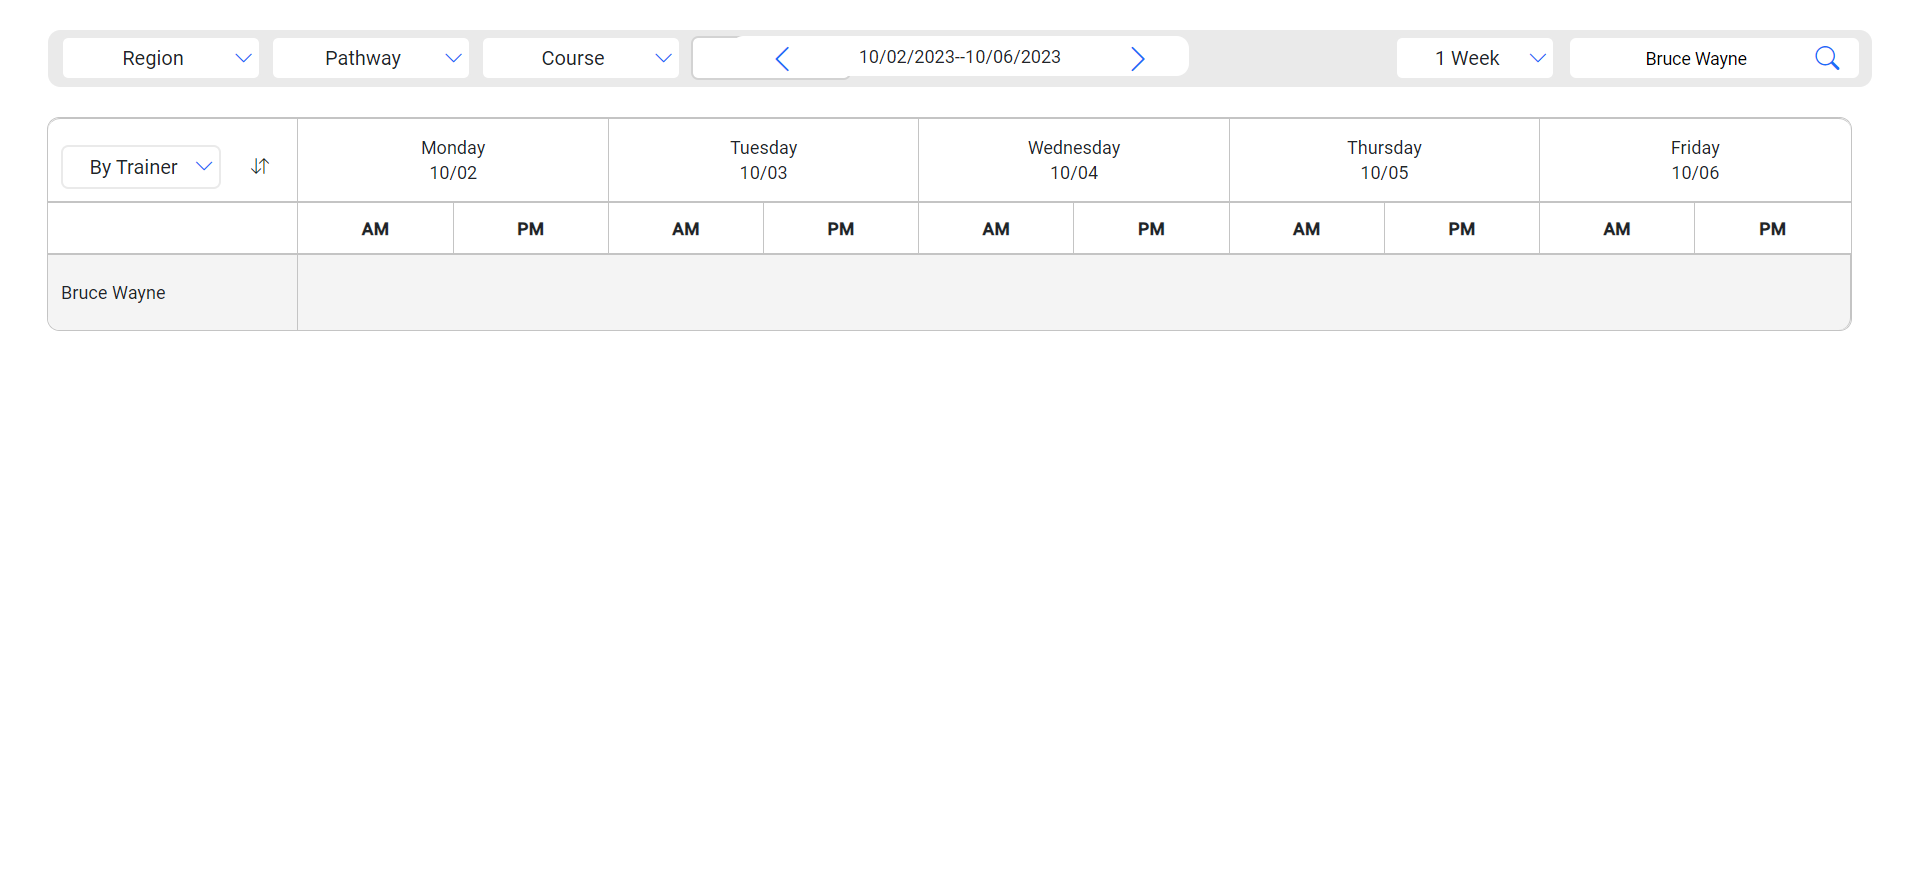 Region Pathway Course 10/02/2023--10/06/2023 1 Week Bruce Wayne
By Trainer
Monday
10/02
Tuesday
10/03
Wednesday
10/04
Thursday
10/05
Friday
10/06
AM PM AM PM AM PM AM PM AM PM
Bruce Wayne